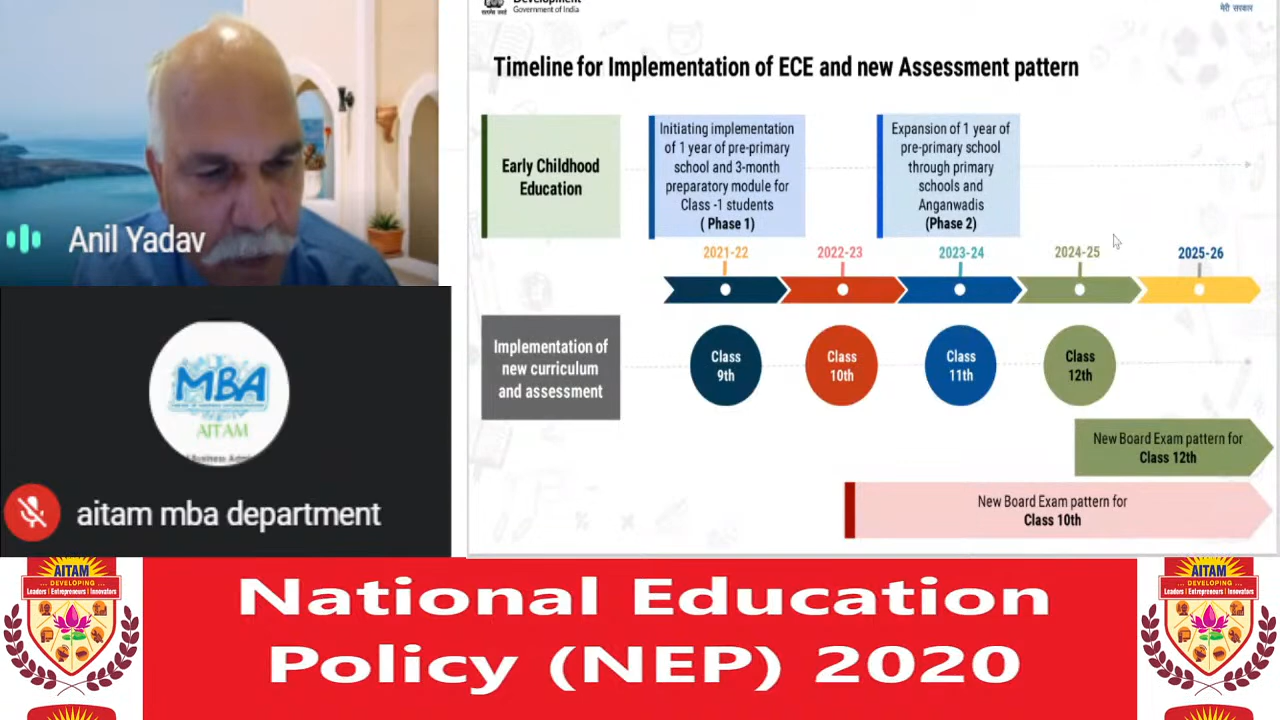 Anil Yadav
MBA
AITAM
aitam mba department
Government of India
मेरी सरकार
Timeline for Implementation of ECE and new Assessment pattern
Early Childhood
Education
Initiating implementation
of 1 year of pre-primary
school and 3-month
preparatory module for
Class -1 students
( Phase 1)
Expansion of 1 year of
pre-primary school
through primary
schools and
Anganwadis
(Phase 2)
2021-22
2022-23
2023-24
2024-25
2025-26
Implementation of
new curriculum
and assessment
Class
9th
Class
10th
Class
11th
Class
12th
New Board Exam pattern for
Class 12th
New Board Exam pattern for
Class 10th
AITAM
... DEVELOPING ...
Leaders | Entrepreneurs | Innovators
National Education
Policy (NEP) 2020
AITAM
... DEVELOPING ...
Leaders | Entrepreneurs | Innovators
AITAM
AITAM